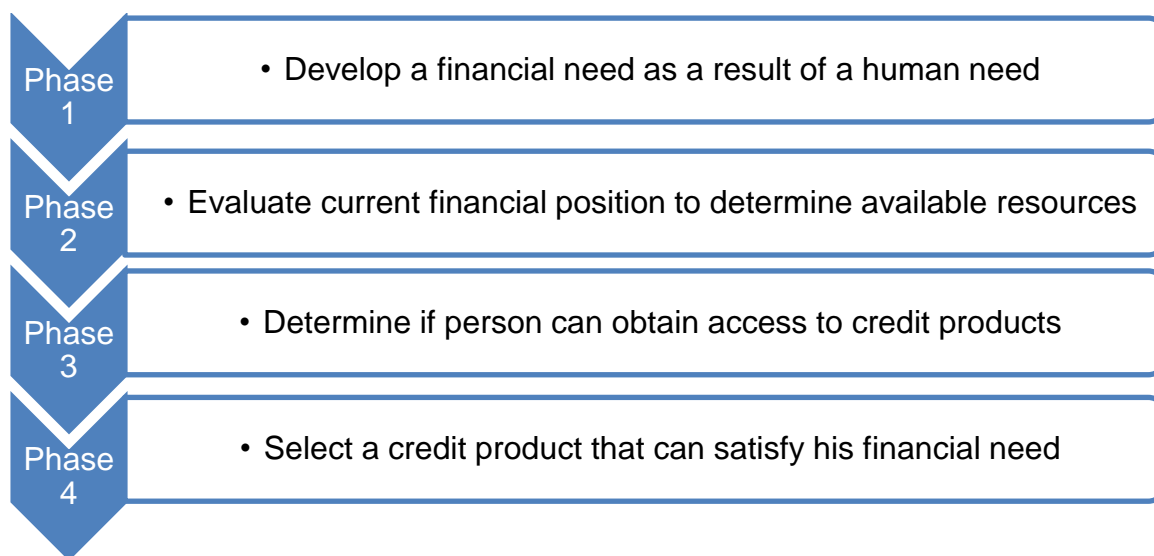 Phase
1
• Develop a financial need as a result of a human need
Phase
2
• Evaluate current financial position to determine available resources
Phase
3
• Determine if person can obtain access to credit products
Phase
4
• Select a credit product that can satisfy his financial need